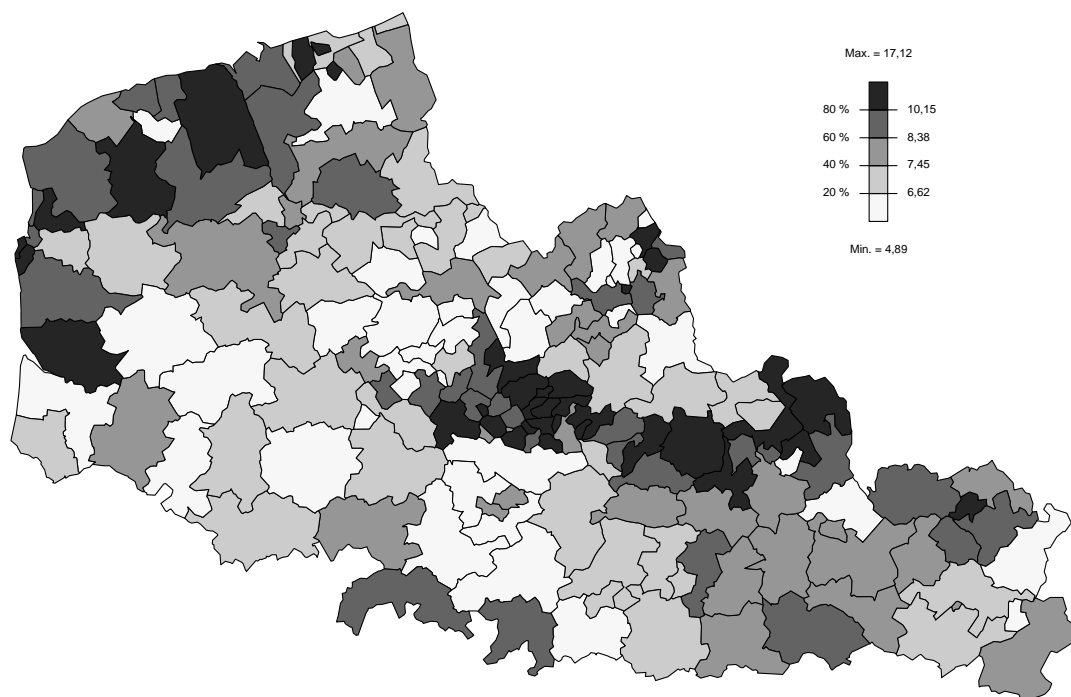 Max. = 17,12
80 % 10,15
60 % 8,38
40 % 7,45
20 % 6,62
Min. = 4,89